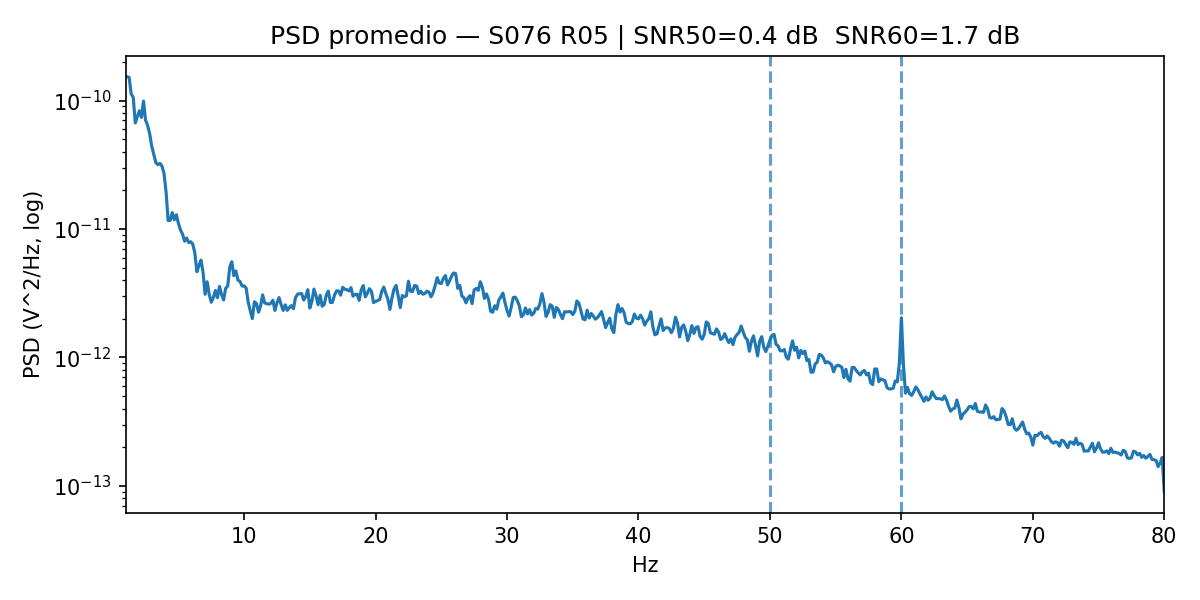 PSD promedio — S076 R05 | SNR50=0.4 dB  SNR60=1.7 dB
PSD (V^2/Hz, log)
10⁻¹⁰
10⁻¹¹
10⁻¹²
10⁻¹³
10 20 30 40 50 60 70 80
Hz